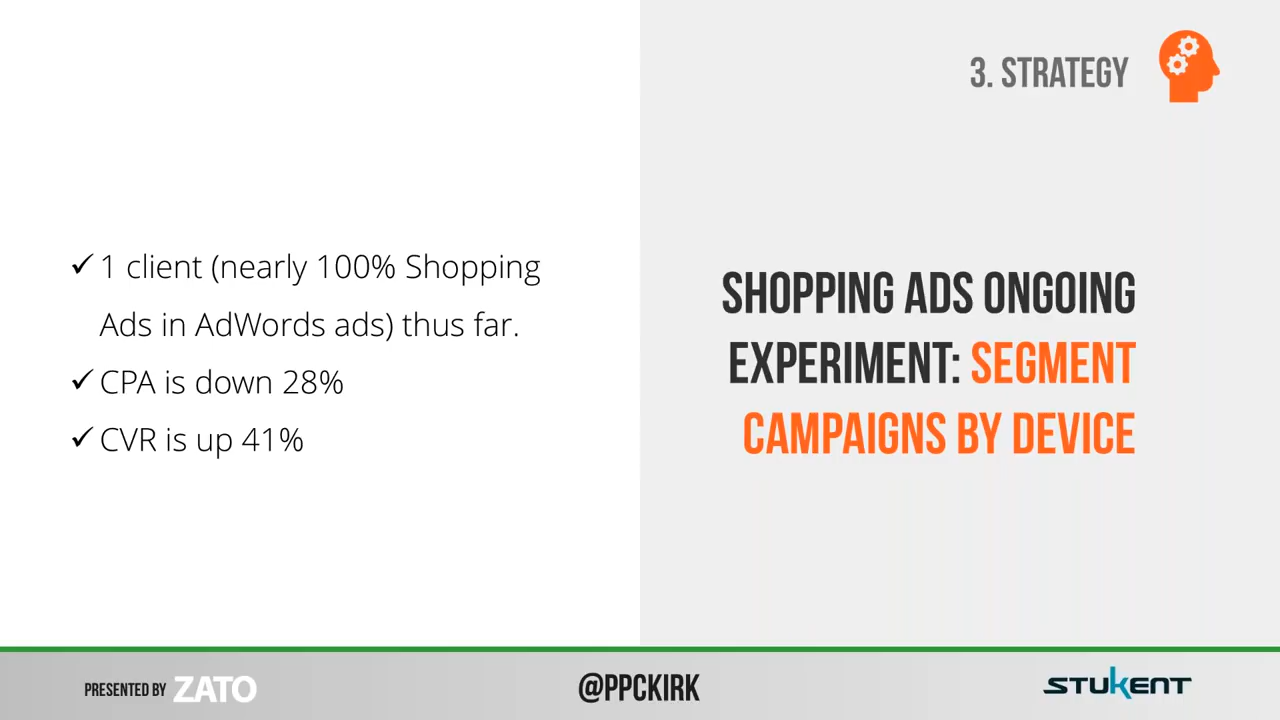 3. STRATEGY
✓ 1 client (nearly 100% Shopping
Ads in AdWords ads) thus far.
✓ CPA is down 28%
✓ CVR is up 41%
SHOPPING ADS ONGOING
EXPERIMENT: SEGMENT
CAMPAIGNS BY DEVICE
PRESENTED BY ZATO
@PPCKIRK
STUKENT